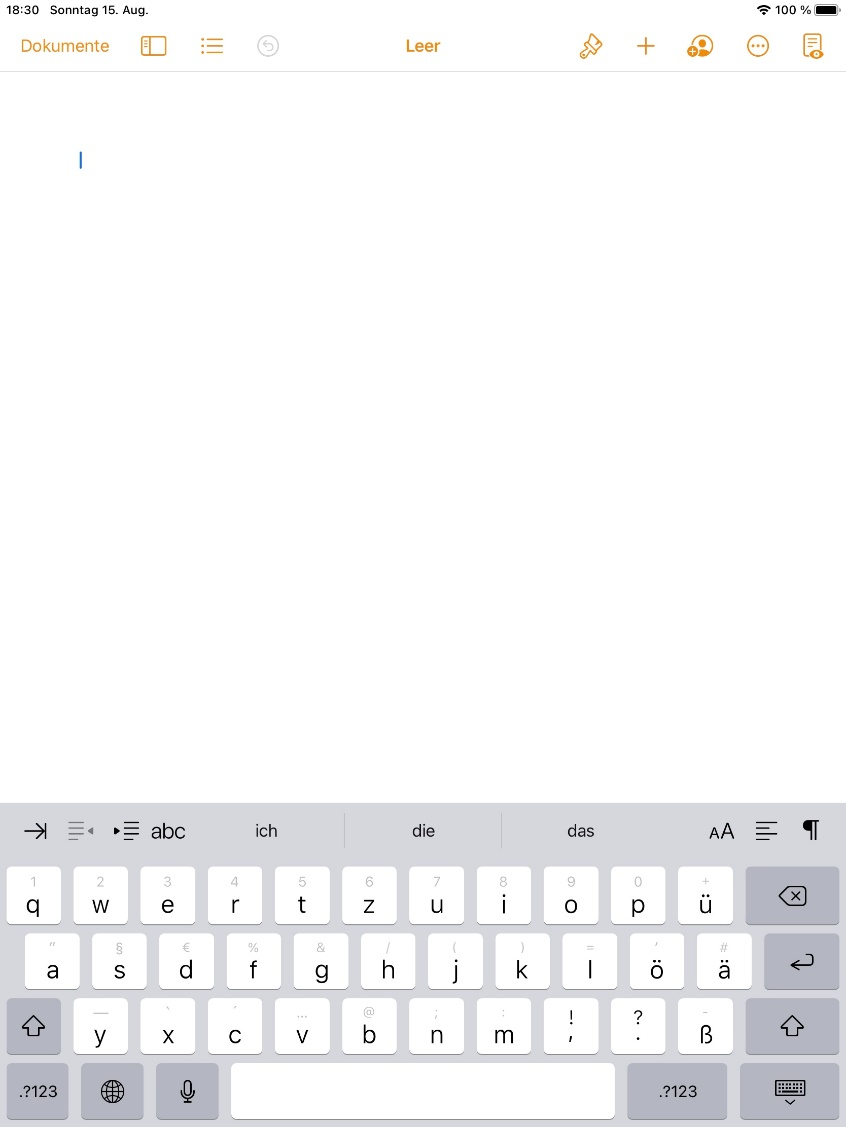 18:30 Sonntag 15. Aug. 100 %
Dokumente Leer
abc ich die das AA ¶
1 2 3 4 5 6 7 8 9 0 +
q w e r t z u i o p ü
" § € % & / ( ) = ' #
a s d f g h j k l ö ä
— ` ´ ... @ ; : ! ? -
y x c v b n m , . ß
.?123 .?123